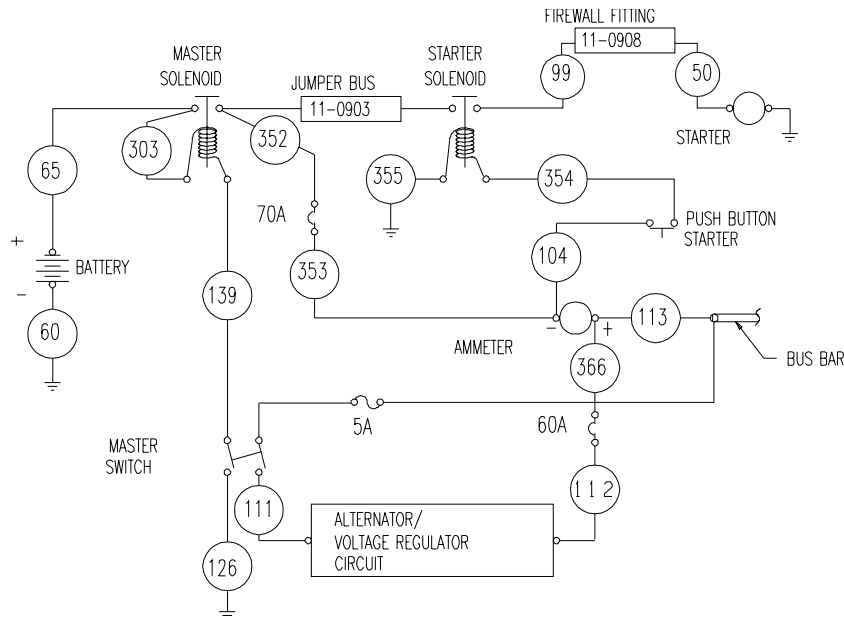 FIREWALL FITTING
11-0908
MASTER
SOLENOID
STARTER
SOLENOID
99
50
JUMPER BUS
11-0903
STARTER
303
352
65
355
354
70A
PUSH BUTTON
STARTER
+
BATTERY
-
104
353
139
60
- +
113
AMMETER
366
BUS BAR
5A
60A
MASTER
SWITCH
111
112
ALTERNATOR/
VOLTAGE REGULATOR
CIRCUIT
126